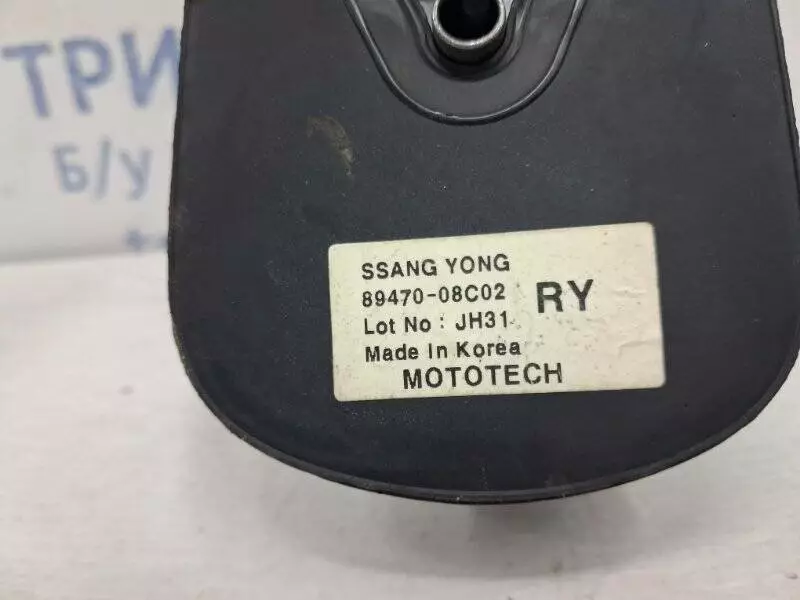 ТРИ
Б/У
SSANG YONG
89470-08C02
RY
Lot No : JH31
Made In Korea
MOTOTECH